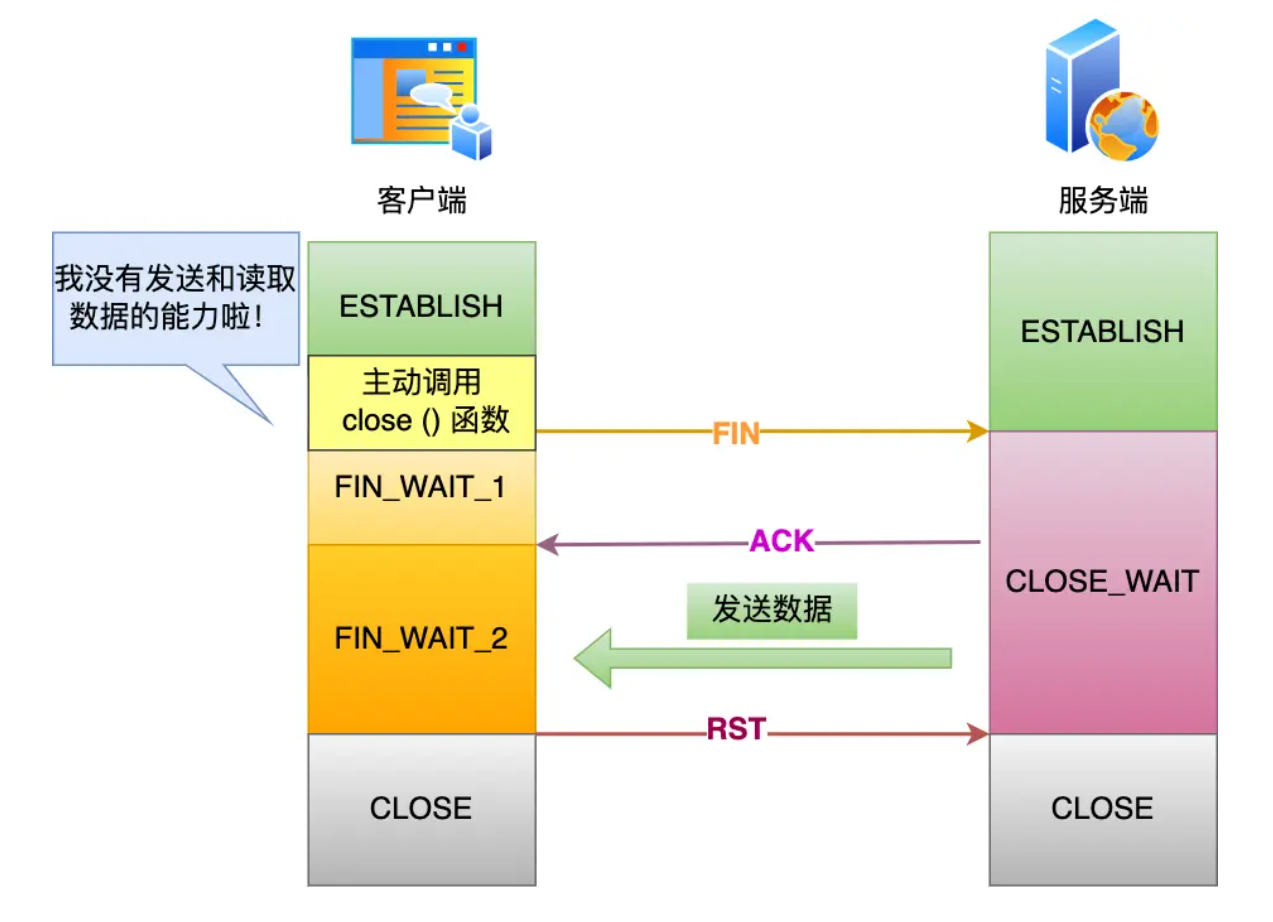 客户端
服务端
我没有发送和读取
数据的能力啦！
ESTABLISH
ESTABLISH
主动调用
close () 函数
FIN
FIN_WAIT_1
ACK
CLOSE_WAIT
发送数据
FIN_WAIT_2
RST
CLOSE
CLOSE